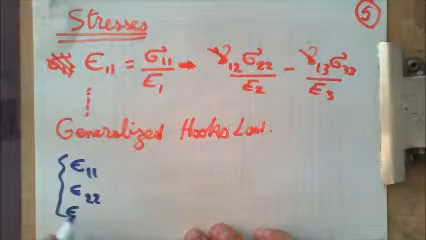 5
Stresses
ϵ₁₁ = σ₁₁/E₁ - ν₁₂σ₂₂/E₂ - ν₁₃σ₃₃/E₃
Generalized Hooks Law.
ϵ₁₁
ϵ₂₂
ϵ